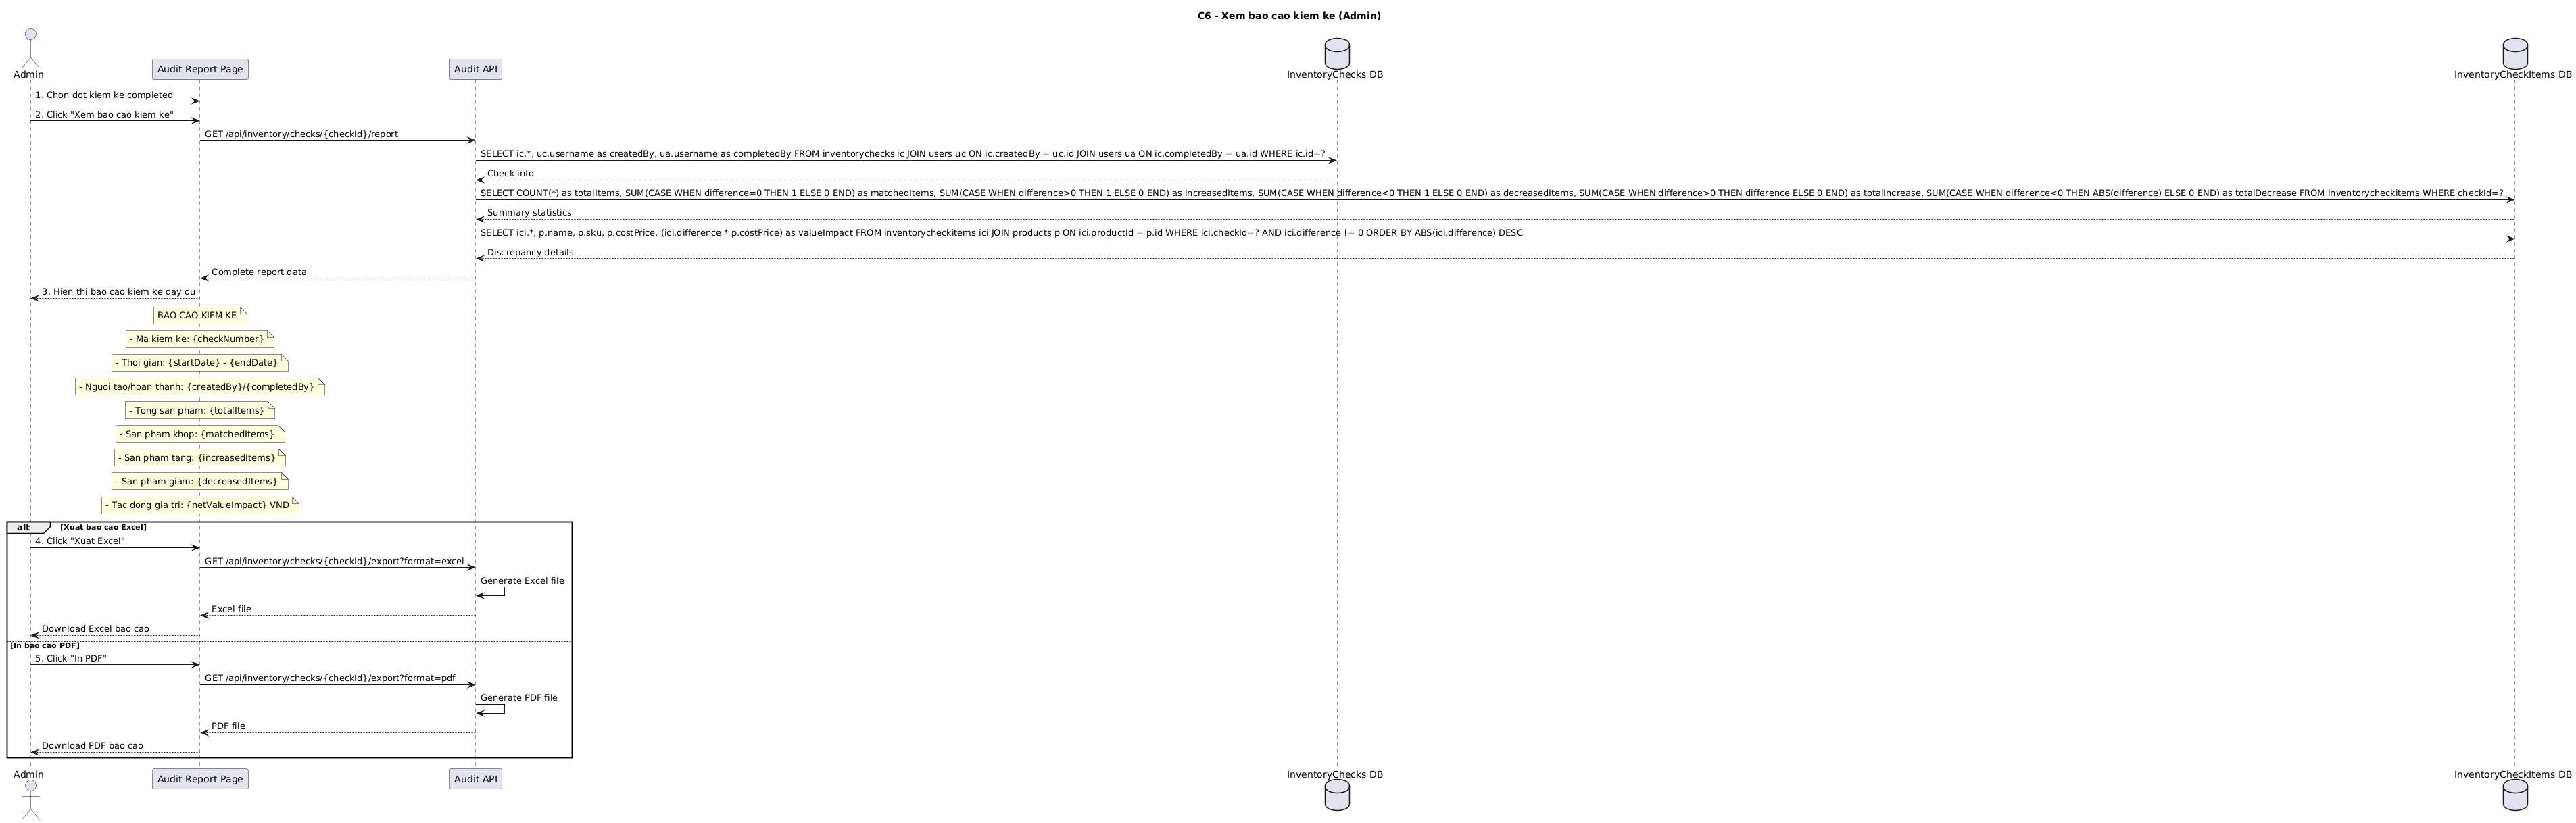 C6 - Xem bao cao kiem ke (Admin)
Admin
Audit Report Page
Audit API
InventoryChecks DB
InventoryCheckItems DB
1. Chon dot kiem ke completed
2. Click "Xem bao cao kiem ke"
GET /api/inventory/checks/{checkId}/report
SELECT ic.*, uc.username as createdBy, ua.username as completedBy FROM inventorychecks ic JOIN users uc ON ic.createdBy = uc.id JOIN users ua ON ic.completedBy = ua.id WHERE ic.id=?
Check info
SELECT COUNT(*) as totalItems, SUM(CASE WHEN difference=0 THEN 1 ELSE 0 END) as matchedItems, SUM(CASE WHEN difference>0 THEN 1 ELSE 0 END) as increasedItems, SUM(CASE WHEN difference<0 THEN 1 ELSE 0 END) as decreasedItems, SUM(CASE WHEN difference>0 THEN difference ELSE 0 END) as totalIncrease, SUM(CASE WHEN difference<0 THEN ABS(difference) ELSE 0 END) as totalDecrease FROM inventorycheckitems WHERE checkId=?
Summary statistics
SELECT ici.*, p.name, p.sku, p.costPrice, (ici.difference * p.costPrice) as valueImpact FROM inventorycheckitems ici JOIN products p ON ici.productId = p.id WHERE ici.checkId=? AND ici.difference != 0 ORDER BY ABS(ici.difference) DESC
Discrepancy details
Complete report data
3. Hien thi bao cao kiem ke day du
BAO CAO KIEM KE
- Ma kiem ke: {checkNumber}
- Thoi gian: {startDate} - {endDate}
- Nguoi tao/hoan thanh: {createdBy}/{completedBy}
- Tong san pham: {totalItems}
- San pham khop: {matchedItems}
- San pham tang: {increasedItems}
- San pham giam: {decreasedItems}
- Tac dong gia tri: {netValueImpact} VND
alt [Xuat bao cao Excel]
4. Click "Xuat Excel"
GET /api/inventory/checks/{checkId}/export?format=excel
Generate Excel file
Excel file
Download Excel bao cao
[In bao cao PDF]
5. Click "In PDF"
GET /api/inventory/checks/{checkId}/export?format=pdf
Generate PDF file
PDF file
Download PDF bao cao
Admin
Audit Report Page
Audit API
InventoryChecks DB
InventoryCheckItems DB